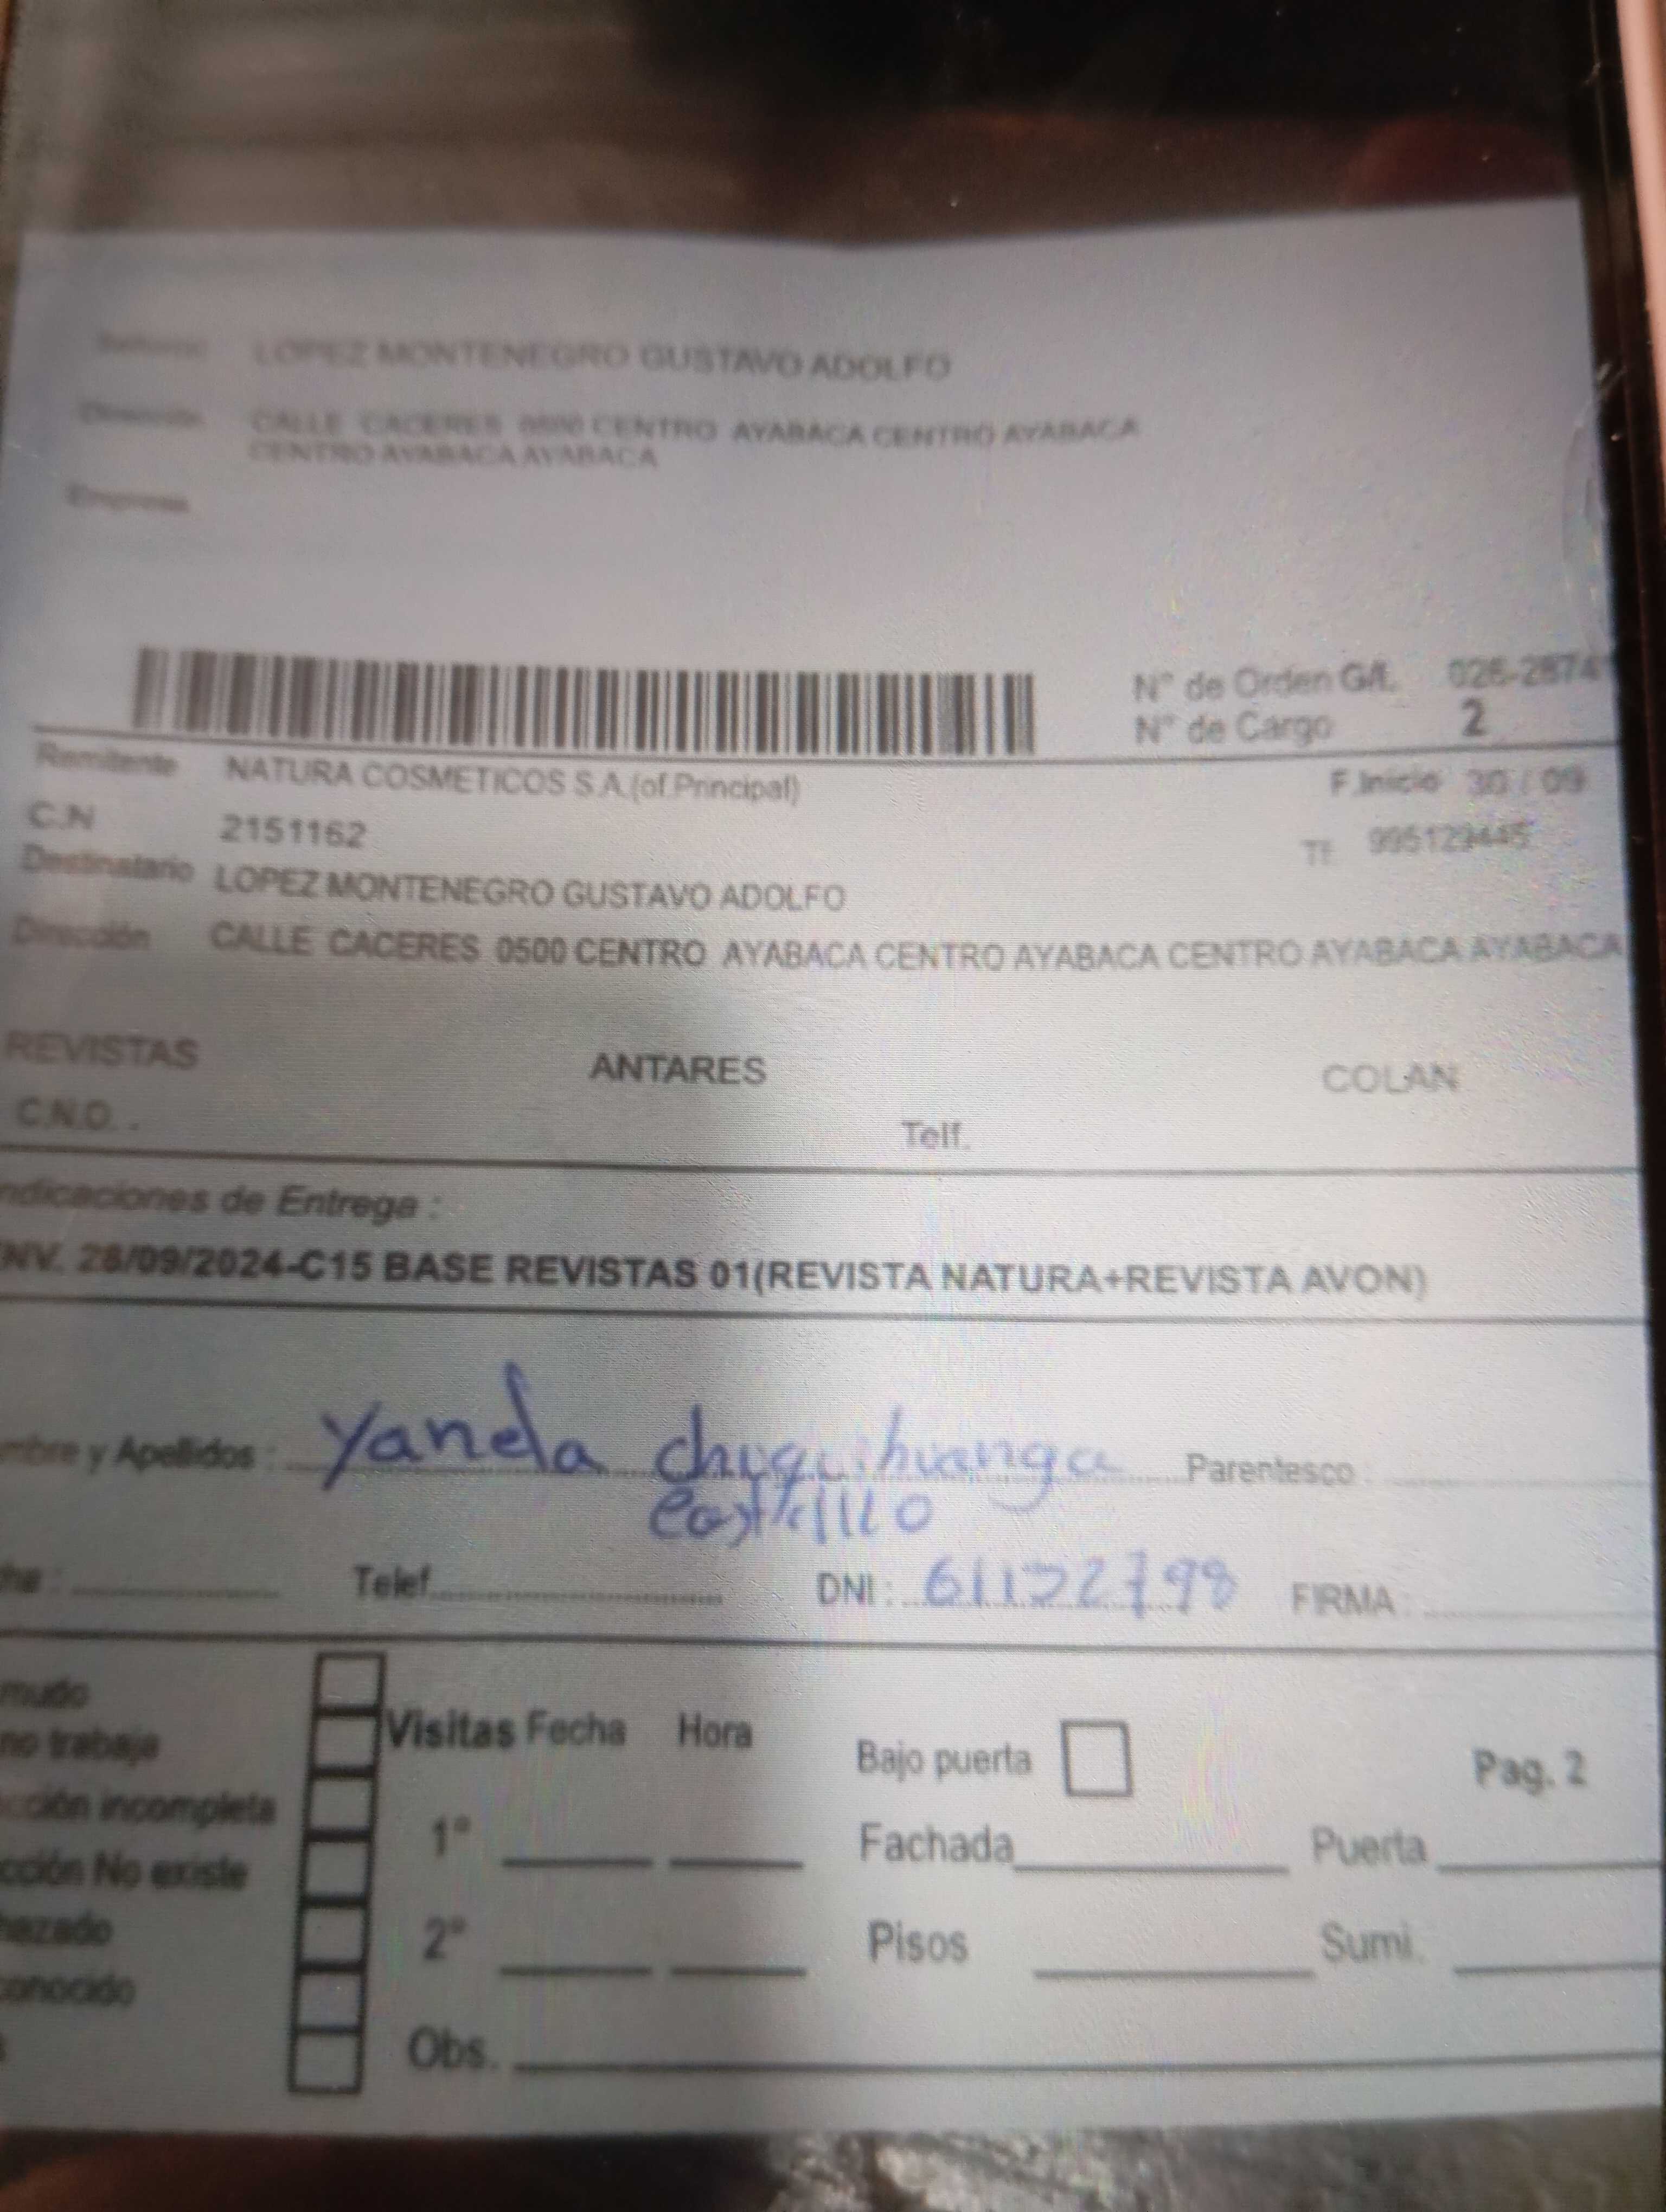 Señor(a) LOPEZ MONTENEGRO GUSTAVO ADOLFO
Dirección CALLE CACERES 0500 CENTRO AYABACA CENTRO AYABACA
CENTRO AYABACA AYABACA
Empresa
N° de Orden G/L. 026-2874
N° de Cargo 2
Remitente NATURA COSMETICOS S.A.(of.Principal) F.Inicio 30 / 09
C.N 2151162 Tf. 995129445
Destinatario LOPEZ MONTENEGRO GUSTAVO ADOLFO
Dirección CALLE CACERES 0500 CENTRO AYABACA CENTRO AYABACA CENTRO AYABACA AYABACA
REVISTAS ANTARES COLAN
C.N.O. . Telf.
ndicaciones de Entrega :
NV. 28/09/2024-C15 BASE REVISTAS 01(REVISTA NATURA+REVISTA AVON)
mbre y Apellidos : Yanela chuquihuanga Parentesco :
Castillo
ha : Telef. DNI : FIRMA :
mudo
no trabaja Visitas Fecha Hora Bajo puerta Pag. 2
cción incompleta 1° Fachada Puerta
cción No existe
hazado 2° Pisos Sumi.
conocido
Obs.